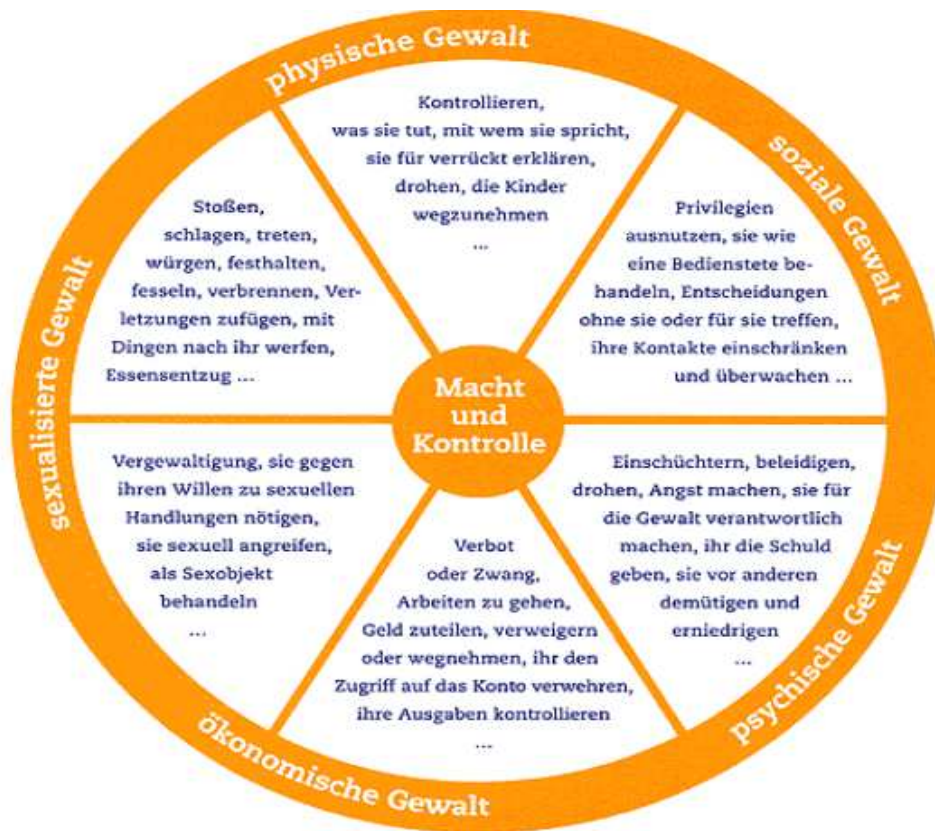 physische Gewalt
Kontrollieren,
was sie tut, mit wem sie spricht,
sie für verrückt erklären,
drohen, die Kinder
wegzunehmen
...
soziale Gewalt
Privilegien
ausnutzen, sie wie
eine Bedienstete be-
handeln, Entscheidungen
ohne sie oder für sie treffen,
ihre Kontakte einschränken
und überwachen ...
Stoßen,
schlagen, treten,
würgen, festhalten,
fesseln, verbrennen, Ver-
letzungen zufügen, mit
Dingen nach ihr werfen,
Essensentzug ...
sexualisierte Gewalt
Macht
und
Kontrolle
Vergewaltigung, sie gegen
ihren Willen zu sexuellen
Handlungen nötigen,
sie sexuell angreifen,
als Sexobjekt
behandeln
...
Verbot
oder Zwang,
Arbeiten zu gehen,
Geld zuteilen, verweigern
oder wegnehmen, ihr den
Zugriff auf das Konto verwehren,
ihre Ausgaben kontrollieren
...
Einschüchtern, beleidigen,
drohen, Angst machen, sie für
die Gewalt verantwortlich
machen, ihr die Schuld
geben, sie vor anderen
demütigen und
erniedrigen
...
psychische Gewalt
ökonomische Gewalt